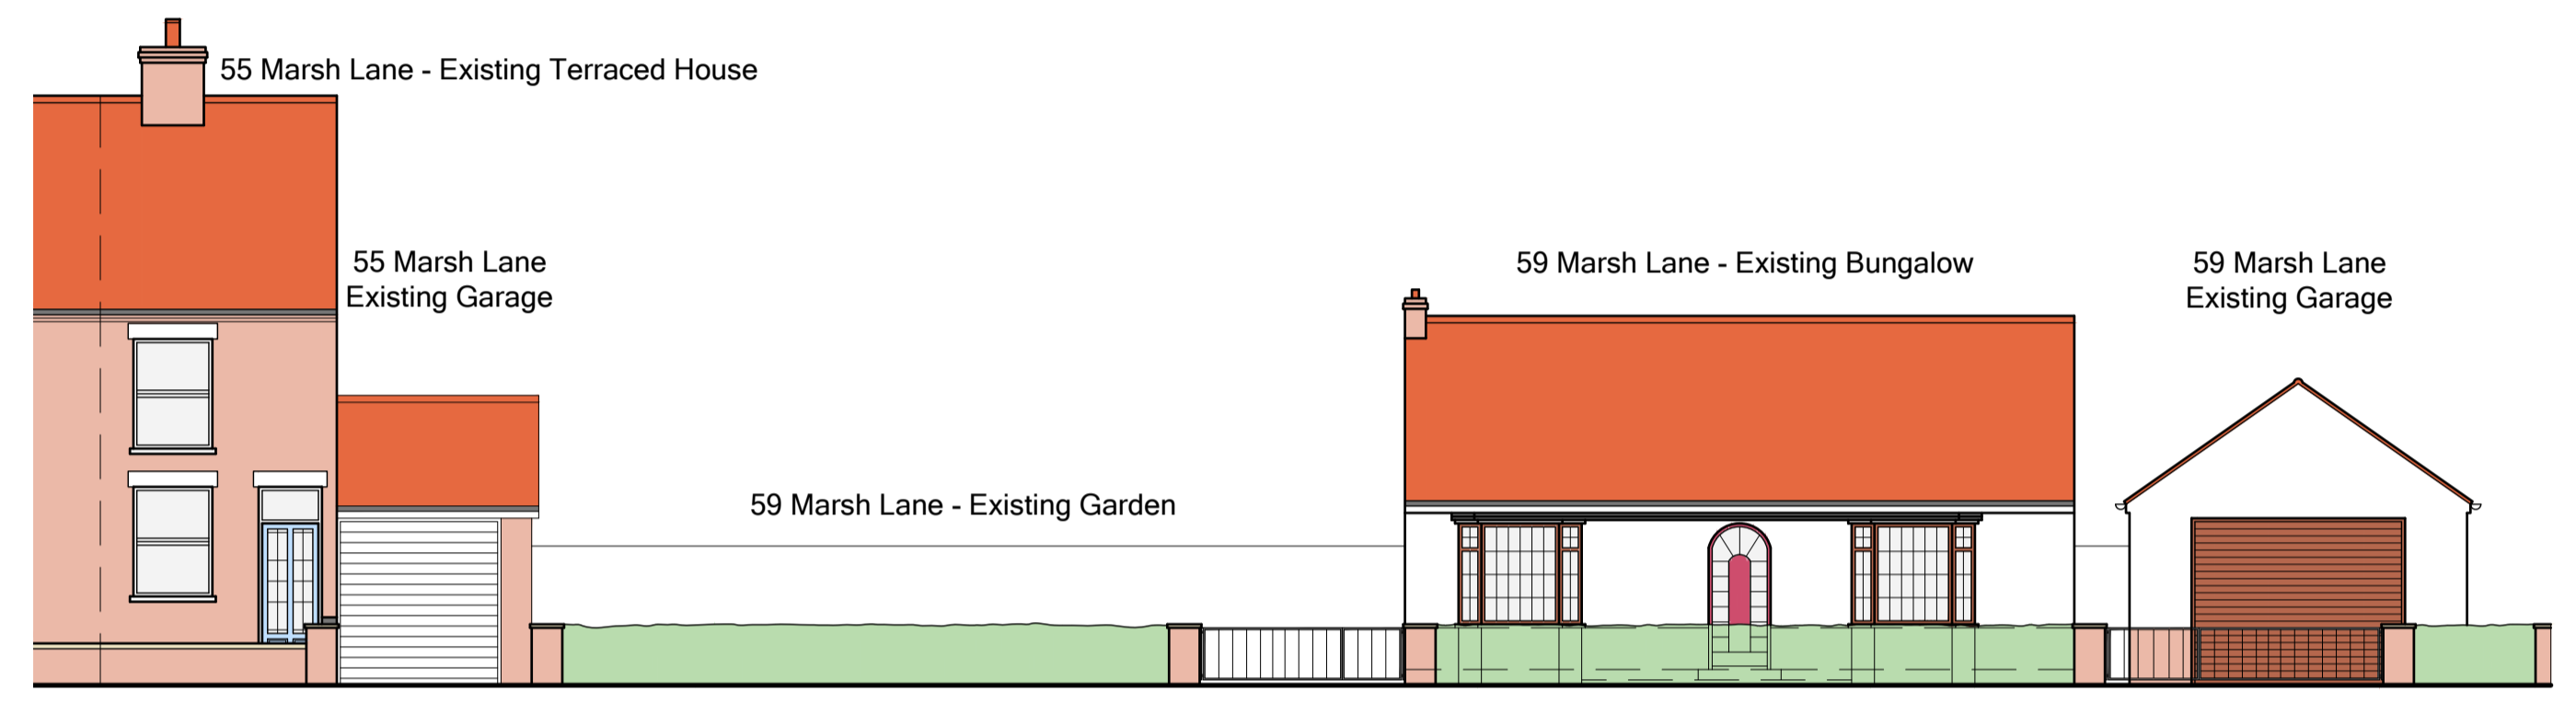 55 Marsh Lane - Existing Terraced House
55 Marsh Lane
Existing Garage
59 Marsh Lane - Existing Garden
59 Marsh Lane - Existing Bungalow
59 Marsh Lane
Existing Garage